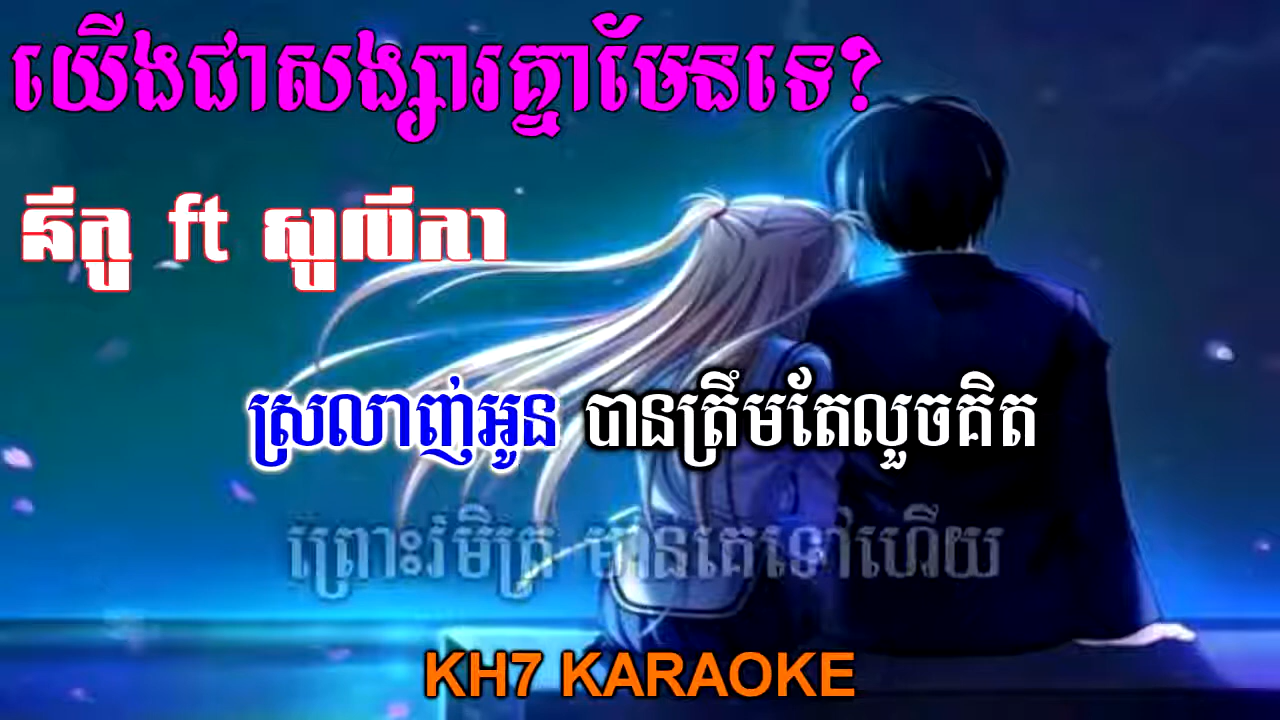 យើងជាសង្សារគ្នាមែនទេ?
នីកូ ft សូលីកា
ស្រលាញ់អូន បានត្រឹមតែលួចគិត
ព្រោះរំមិត្រ មានគេទៅហើយ
KH7 KARAOKE